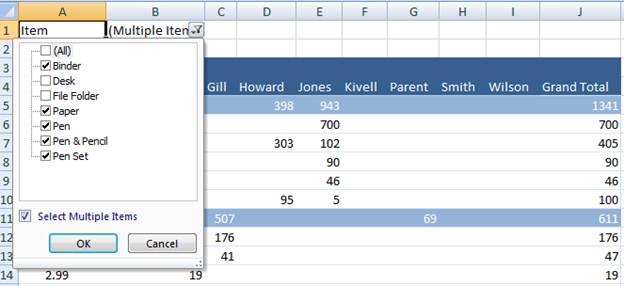 A B C D E F G H I J
1 Item (Multiple Item
2
(All)
Binder
Desk
File Folder
Paper
Pen
Pen & Pencil
Pen Set
Select Multiple Items
OK Cancel
3
4 Gill Howard Jones Kivell Parent Smith Wilson Grand Total
5 398 943 1341
6 700 700
7 303 102 405
8 90 90
9 46 46
10 95 5 100
11 507 69 611
12 176 176
13 41 47
14 2.99 19 19